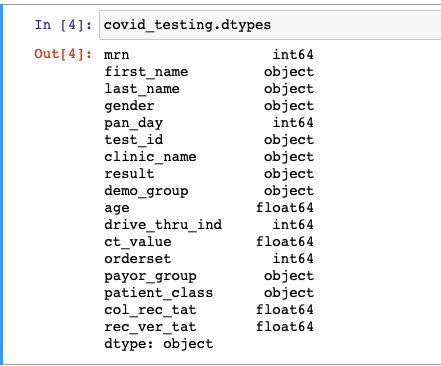 In [4]: covid_testing.dtypes
Out[4]: mrn int64
first_name object
last_name object
gender object
pan_day int64
test_id object
clinic_name object
result object
demo_group object
age float64
drive_thru_ind int64
ct_value float64
orderset int64
payor_group object
patient_class object
col_rec_tat float64
rec_ver_tat float64
dtype: object